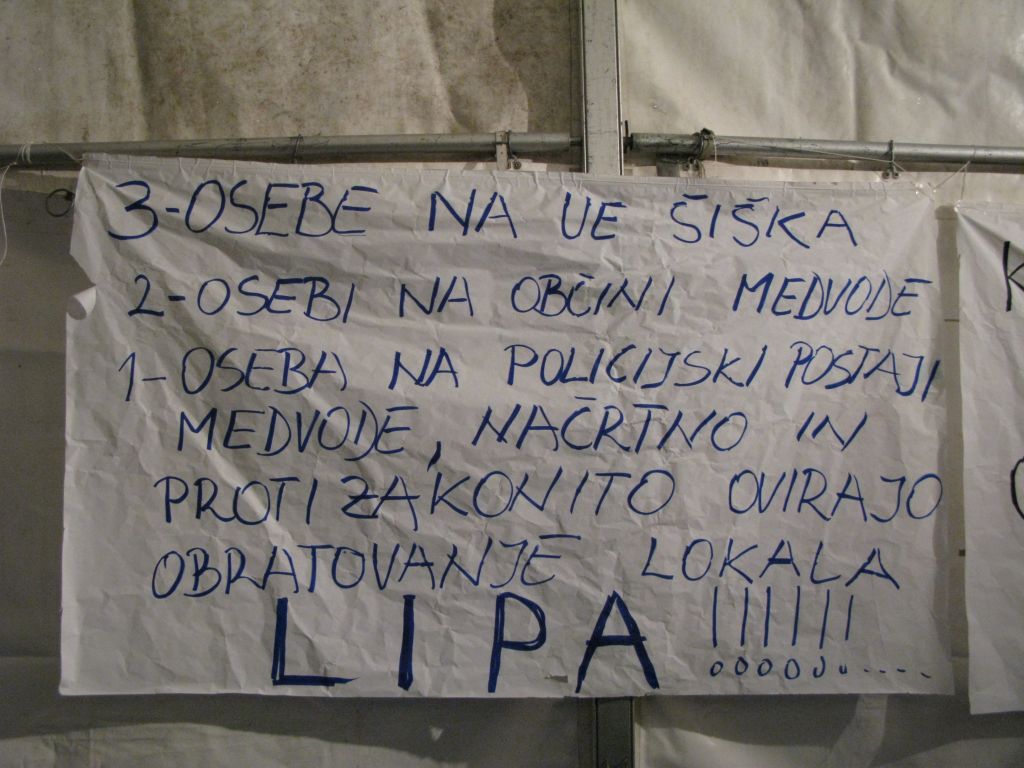 3-OSEBE NA UE ŠIŠKA
2-OSEBI NA OBČINI MEDVODE
1-OSEBA NA POLICIJSKI POSTAJI
MEDVODE, NAČRTNO IN
PROTIZAKONITO OVIRAJO
OBRATOVANJE LOKALA
LIPA !!!!!!